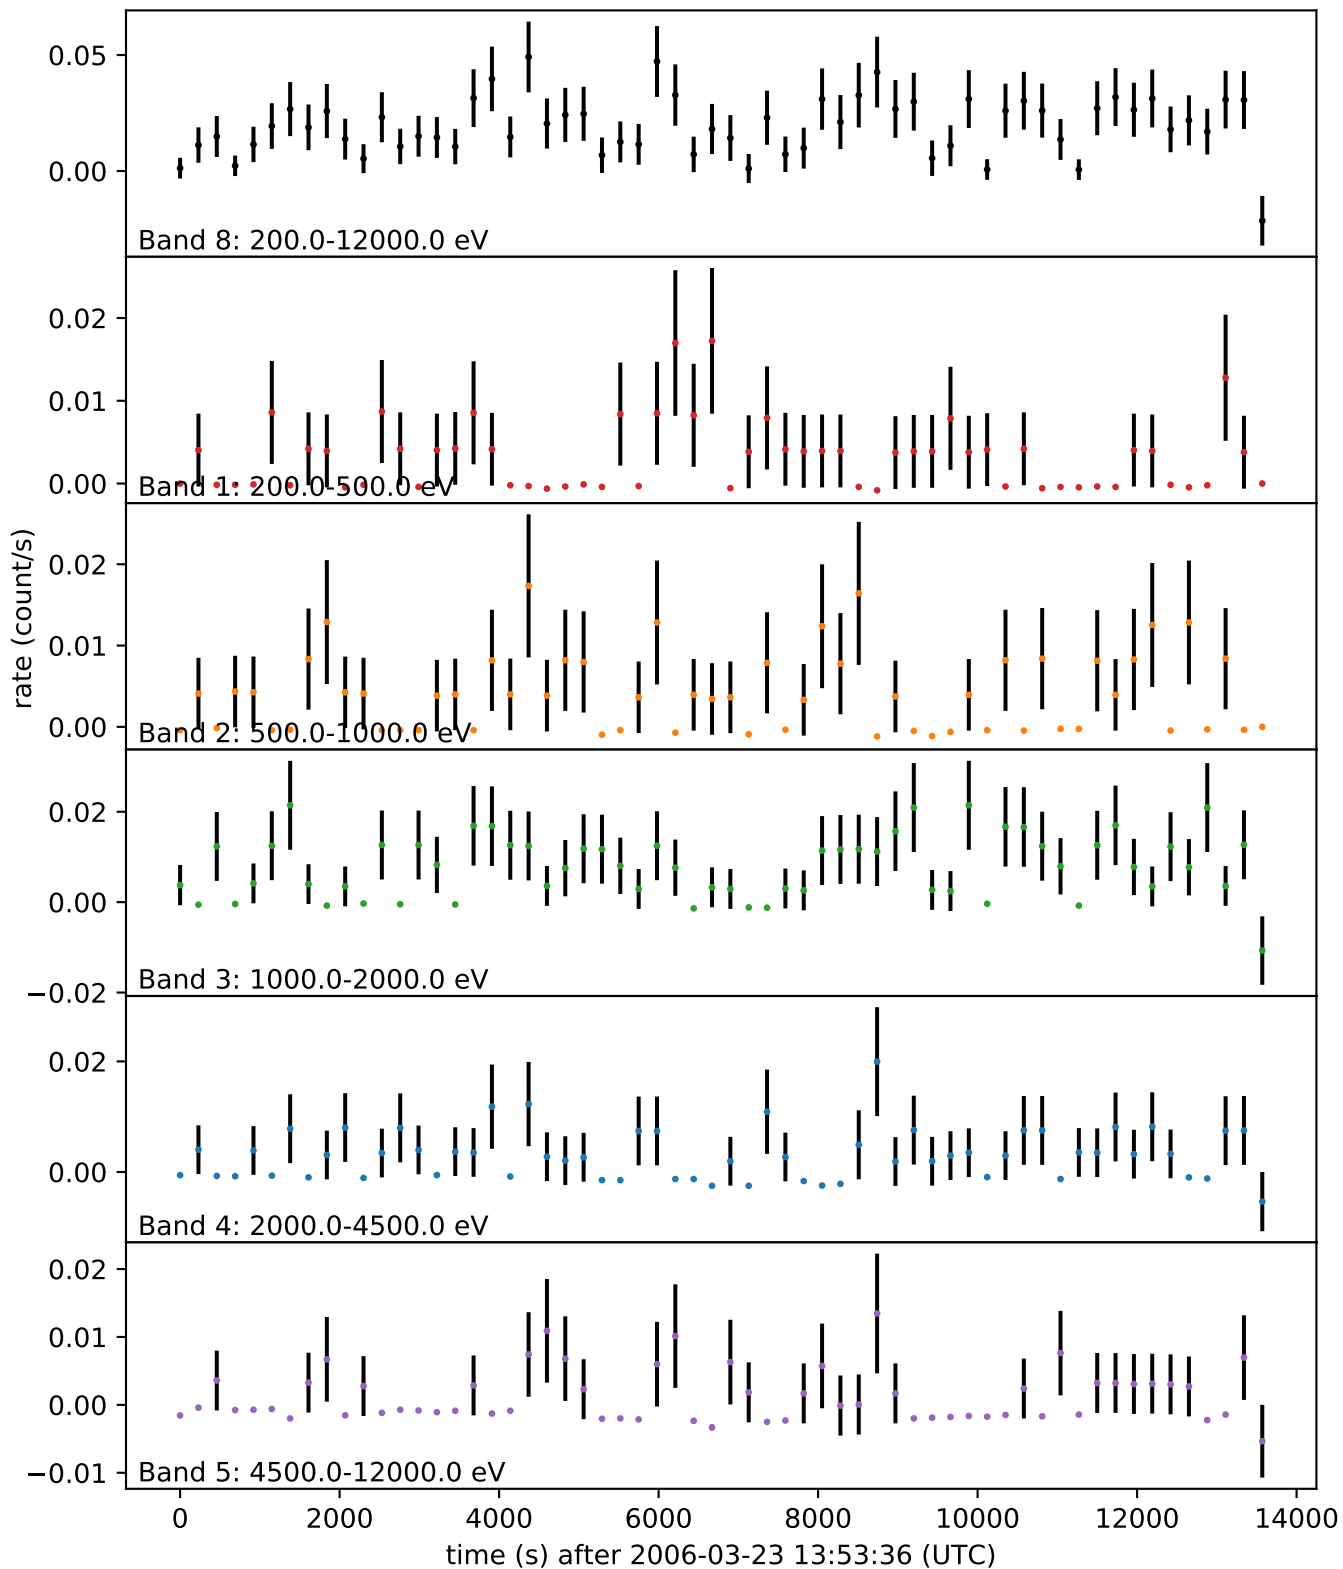 0.05
0.00
Band 8: 200.0-12000.0 eV
0.02
0.01
0.00
Band 1: 200.0-500.0 eV
0.02
0.01
0.00
Band 2: 500.0-1000.0 eV
rate (count/s)
0.02
0.00
−0.02
Band 3: 1000.0-2000.0 eV
0.02
0.00
Band 4: 2000.0-4500.0 eV
0.02
0.01
0.00
−0.01
Band 5: 4500.0-12000.0 eV
0 2000 4000 6000 8000 10000 12000 14000
time (s) after 2006-03-23 13:53:36 (UTC)